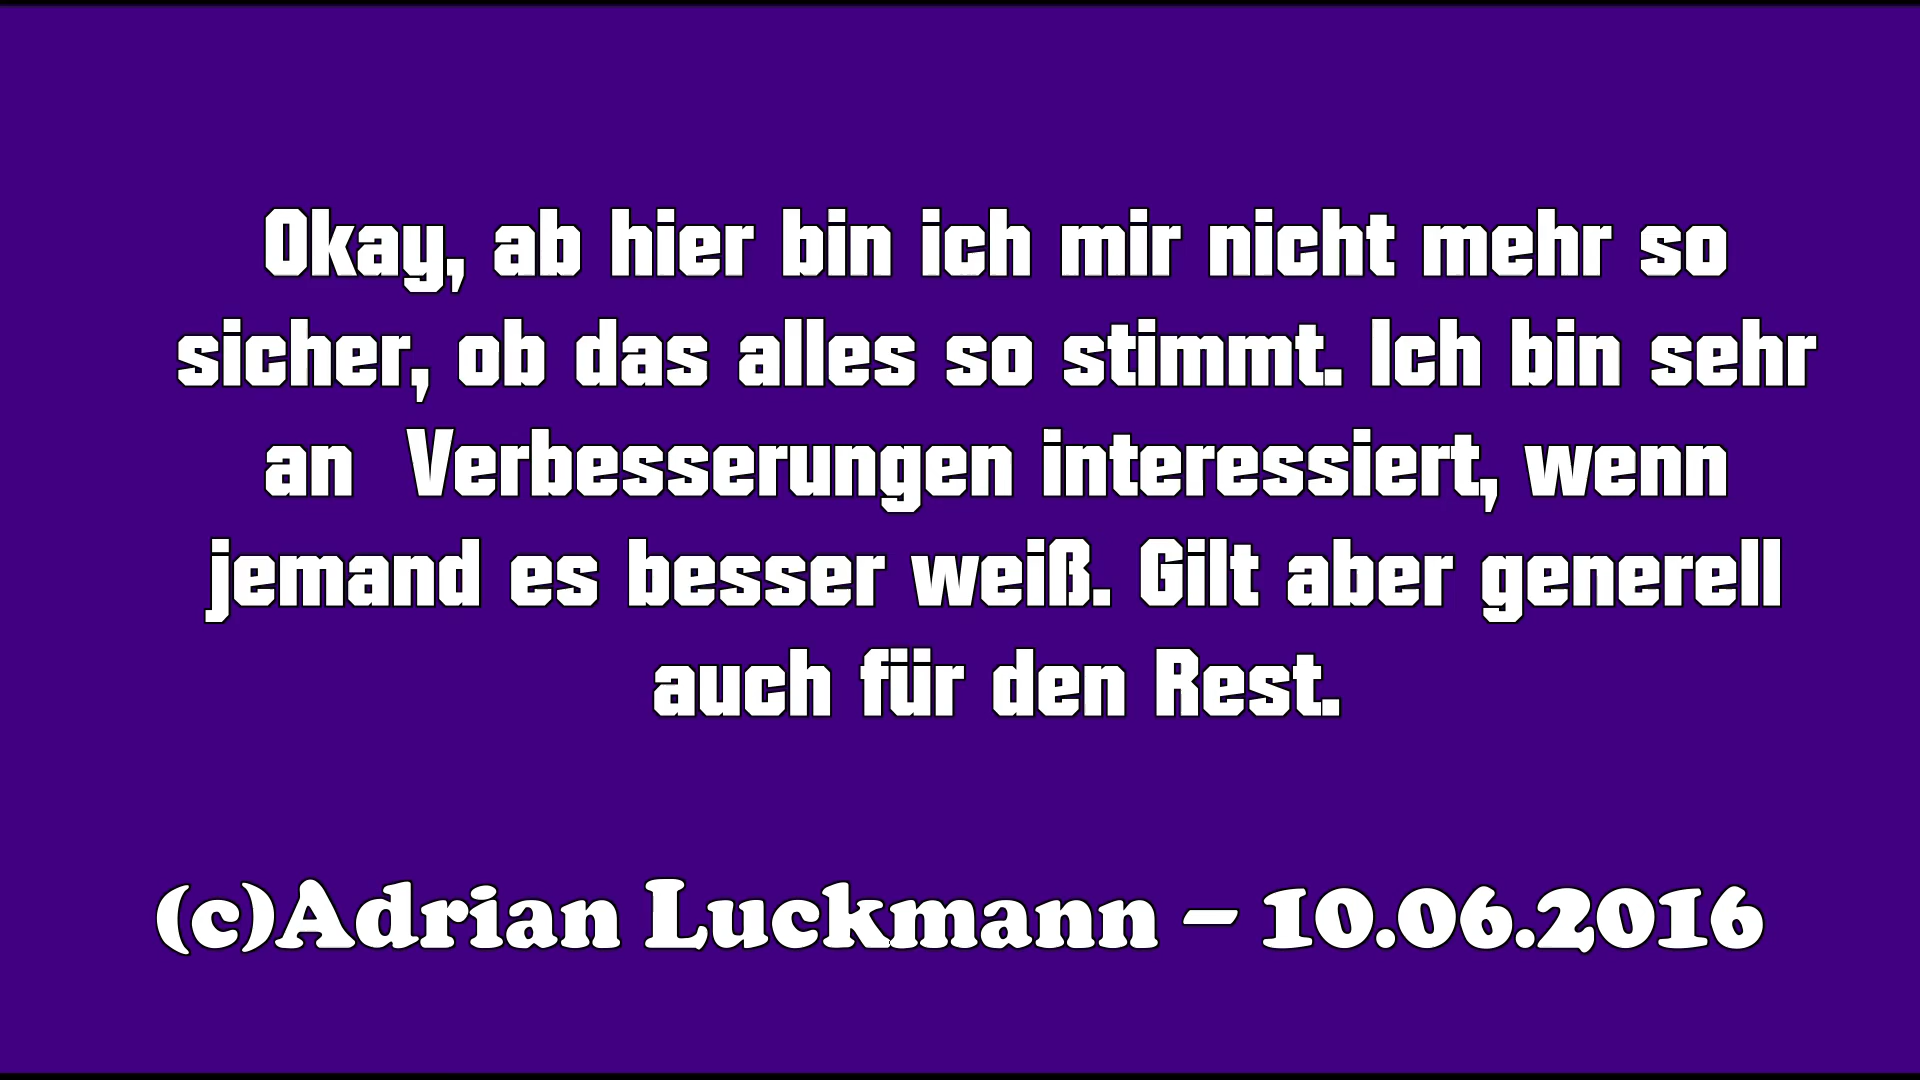 Okay, ab hier bin ich mir nicht mehr so
sicher, ob das alles so stimmt. Ich bin sehr
an  Verbesserungen interessiert, wenn
jemand es besser weiß. Gilt aber generell
auch für den Rest.
(c)Adrian Luckmann – 10.06.2016